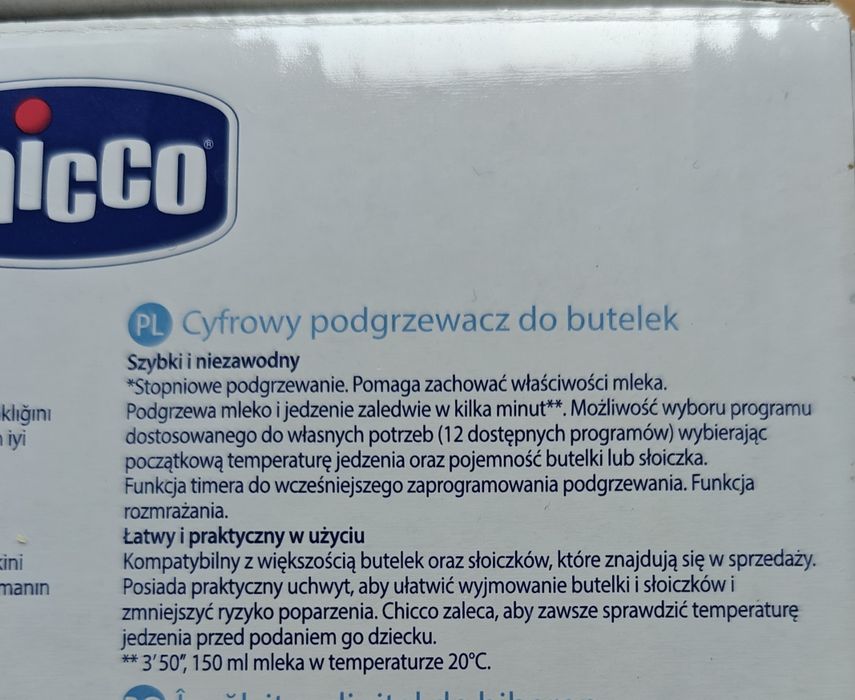 chicco®
PL Cyfrowy podgrzewacz do butelek
Szybki i niezawodny
*Stopniowe podgrzewanie. Pomaga zachować właściwości mleka.
Podgrzewa mleko i jedzenie zaledwie w kilka minut**. Możliwość wyboru programu
dostosowanego do własnych potrzeb (12 dostępnych programów) wybierając
początkową temperaturę jedzenia oraz pojemność butelki lub słoiczka.
Funkcja timera do wcześniejszego zaprogramowania podgrzewania. Funkcja
rozmrażania.
Łatwy i praktyczny w użyciu
Kompatybilny z większością butelek oraz słoiczków, które znajdują się w sprzedaży.
Posiada praktyczny uchwyt, aby ułatwić wyjmowanie butelki i słoiczków i
zmniejszyć ryzyko poparzenia. Chicco zaleca, aby zawsze sprawdzić temperaturę
jedzenia przed podaniem go dziecku.
** 3’50”, 150 ml mleka w temperaturze 20°C.
iyi